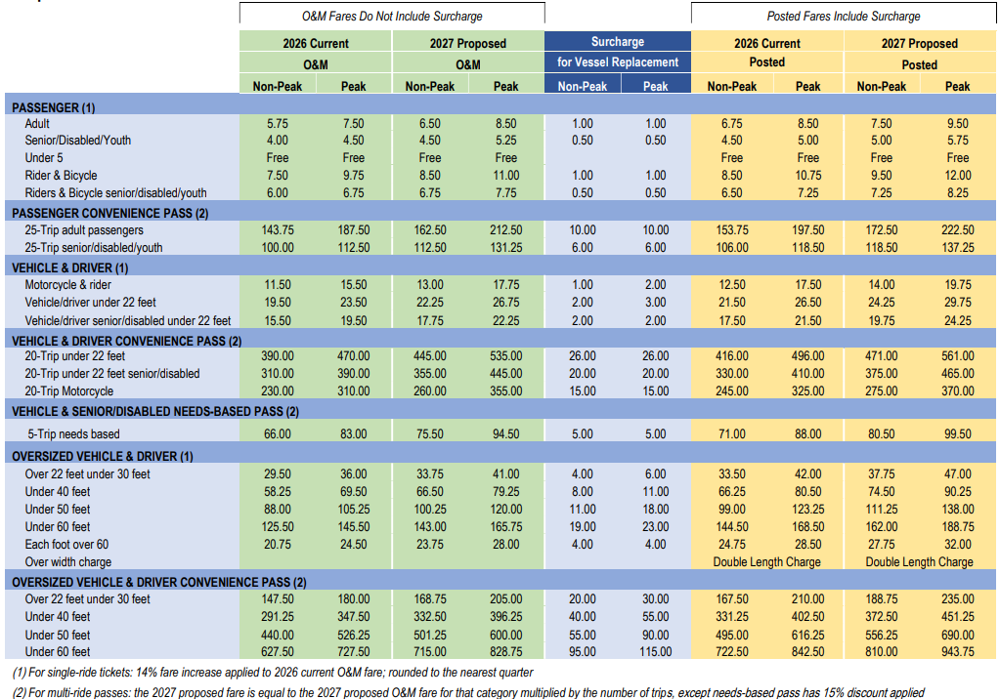 O&M Fares Do Not Include Surcharge Posted Fares Include Surcharge
2026 Current 2027 Proposed Surcharge 2026 Current 2027 Proposed
O&M O&M for Vessel Replacement Posted Posted
Non-Peak Peak Non-Peak Peak Non-Peak Peak Non-Peak Peak Non-Peak Peak
PASSENGER (1)
Adult 5.75 7.50 6.50 8.50 1.00 1.00 6.75 8.50 7.50 9.50
Senior/Disabled/Youth 4.00 4.50 4.50 5.25 0.50 0.50 4.50 5.00 5.00 5.75
Under 5 Free Free Free Free Free Free Free Free
Rider & Bicycle 7.50 9.75 8.50 11.00 1.00 1.00 8.50 10.75 9.50 12.00
Riders & Bicycle senior/disabled/youth 6.00 6.75 6.75 7.75 0.50 0.50 6.50 7.25 7.25 8.25
PASSENGER CONVENIENCE PASS (2)
25-Trip adult passengers 143.75 187.50 162.50 212.50 10.00 10.00 153.75 197.50 172.50 222.50
25-Trip senior/disabled/youth 100.00 112.50 112.50 131.25 6.00 6.00 106.00 118.50 118.50 137.25
VEHICLE & DRIVER (1)
Motorcycle & rider 11.50 15.50 13.00 17.75 1.00 2.00 12.50 17.50 14.00 19.75
Vehicle/driver under 22 feet 19.50 23.50 22.25 26.75 2.00 3.00 21.50 26.50 24.25 29.75
Vehicle/driver senior/disabled under 22 feet 15.50 19.50 17.75 22.25 2.00 2.00 17.50 21.50 19.75 24.25
VEHICLE & DRIVER CONVENIENCE PASS (2)
20-Trip under 22 feet 390.00 470.00 445.00 535.00 26.00 26.00 416.00 496.00 471.00 561.00
20-Trip under 22 feet senior/disabled 310.00 390.00 355.00 445.00 20.00 20.00 330.00 410.00 375.00 465.00
20-Trip Motorcycle 230.00 310.00 260.00 355.00 15.00 15.00 245.00 325.00 275.00 370.00
VEHICLE & SENIOR/DISABLED NEEDS-BASED PASS (2)
5-Trip needs based 66.00 83.00 75.50 94.50 5.00 5.00 71.00 88.00 80.50 99.50
OVERSIZED VEHICLE & DRIVER (1)
Over 22 feet under 30 feet 29.50 36.00 33.75 41.00 4.00 6.00 33.50 42.00 37.75 47.00
Under 40 feet 58.25 69.50 66.50 79.25 8.00 11.00 66.25 80.50 74.50 90.25
Under 50 feet 88.00 105.25 100.25 120.00 11.00 18.00 99.00 123.25 111.25 138.00
Under 60 feet 125.50 145.50 143.00 165.75 19.00 23.00 144.50 168.50 162.00 188.75
Each foot over 60 20.75 24.50 23.75 28.00 4.00 4.00 24.75 28.50 27.75 32.00
Over width charge Double Length Charge Double Length Charge
OVERSIZED VEHICLE & DRIVER CONVENIENCE PASS (2)
Over 22 feet under 30 feet 147.50 180.00 168.75 205.00 20.00 30.00 167.50 210.00 188.75 235.00
Under 40 feet 291.25 347.50 332.50 396.25 40.00 55.00 331.25 402.50 372.50 451.25
Under 50 feet 440.00 526.25 501.25 600.00 55.00 90.00 495.00 616.25 556.25 690.00
Under 60 feet 627.50 727.50 715.00 828.75 95.00 115.00 722.50 842.50 810.00 943.75
(1) For single-ride tickets: 14% fare increase applied to 2026 current O&M fare; rounded to the nearest quarter
(2) For multi-ride passes: the 2027 proposed fare is equal to the 2027 proposed O&M fare for that category multiplied by the number of trips, except needs-based pass has 15% discount applied